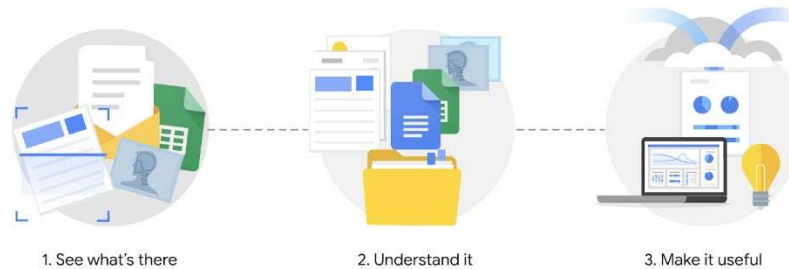 1. See what's there
2. Understand it
3. Make it useful